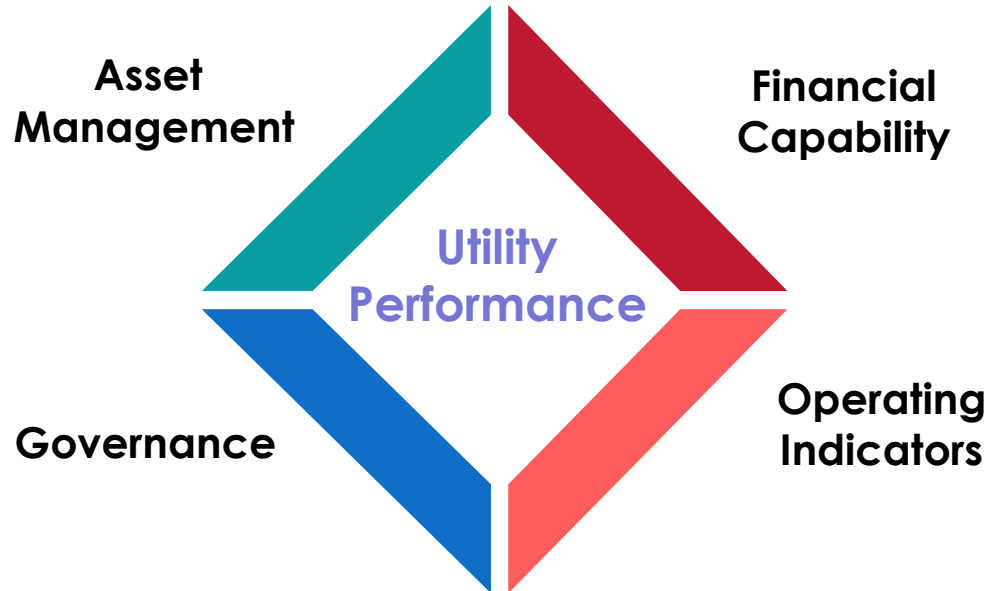 Asset
Management
Financial
Capability
Utility
Performance
Governance
Operating
Indicators